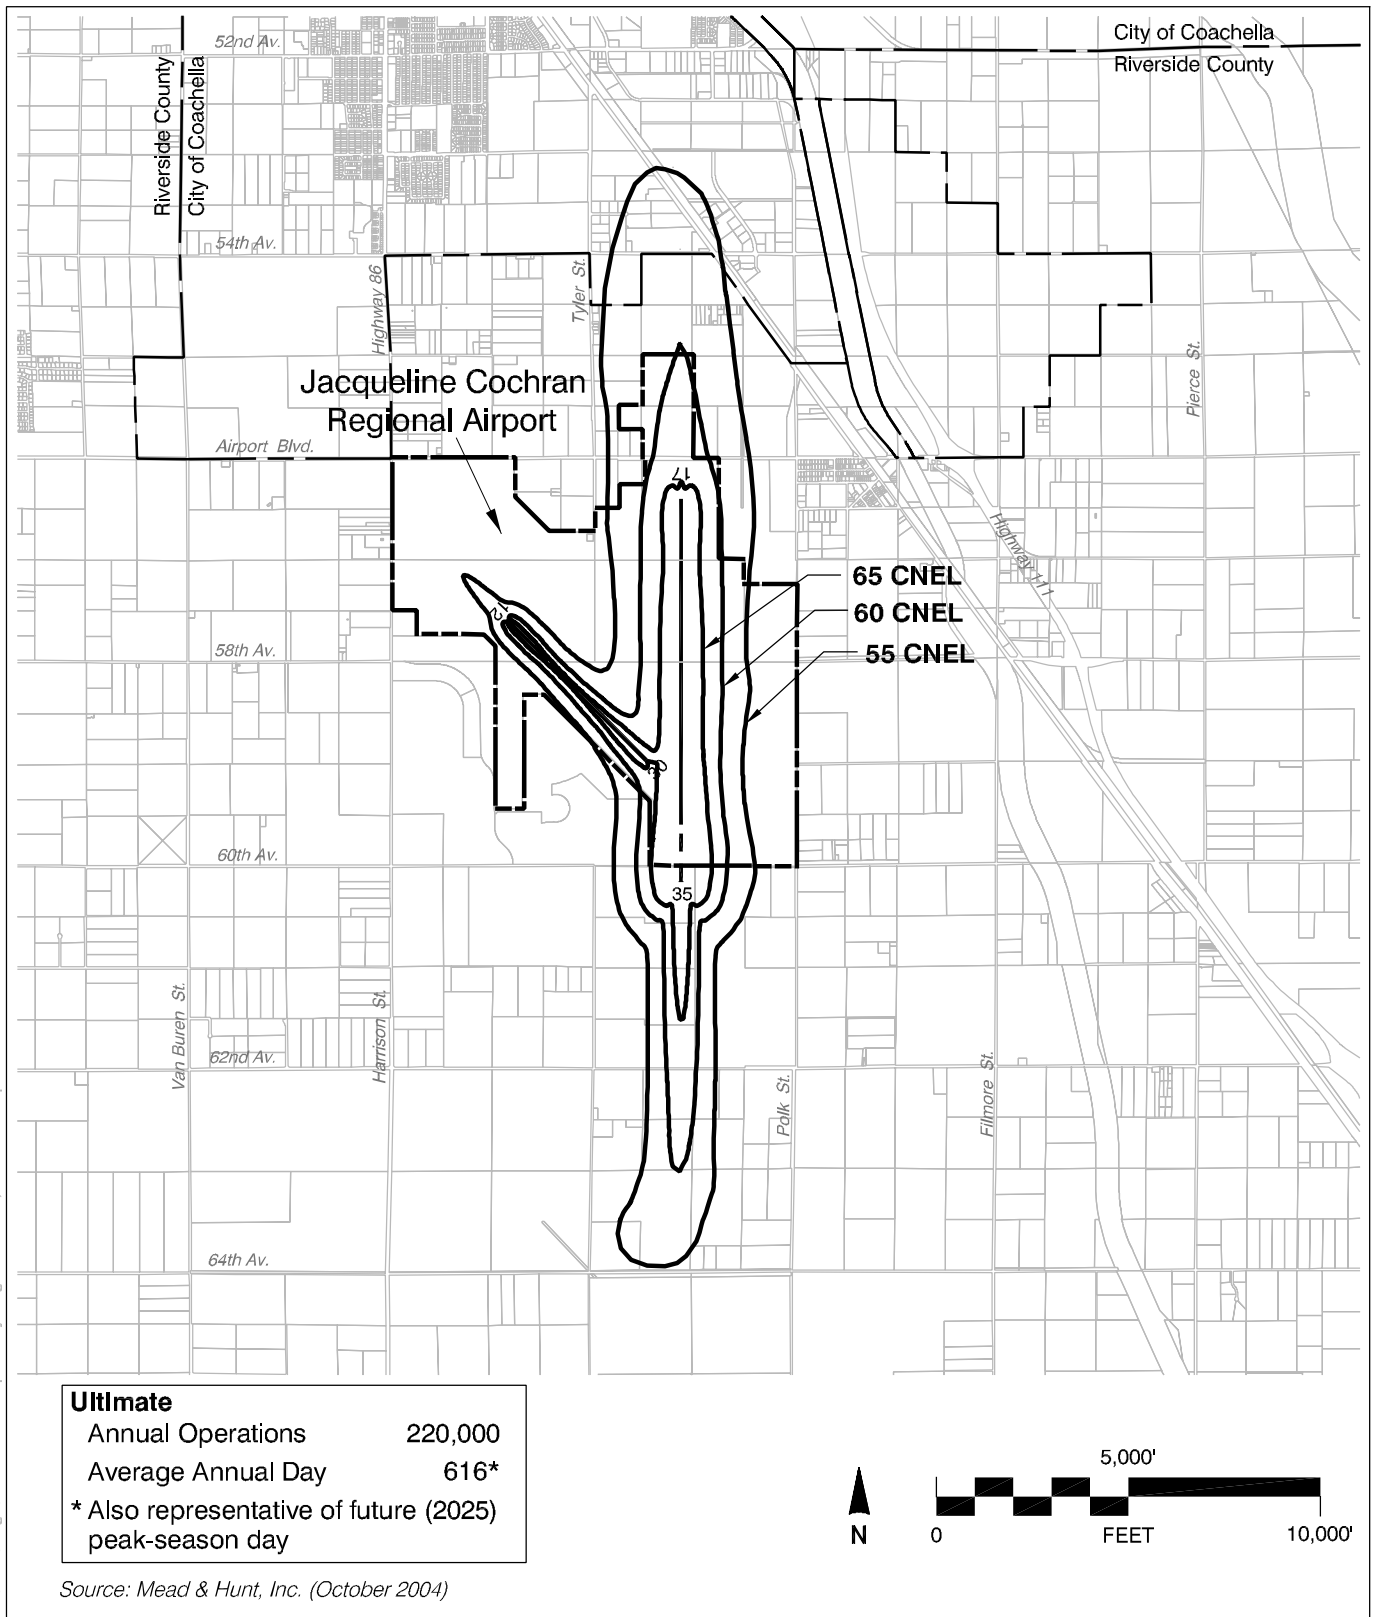 City of Coachella
Riverside County
52nd Av.
Riverside County
City of Coachella
54th Av.
Highway 86
Tyler St.
Pierce St.
Jacqueline Cochran
Regional Airport
Airport Blvd.
17
Highway 111
65 CNEL
60 CNEL
55 CNEL
12
58th Av.
30
60th Av.
35
Van Buren St.
Harrison St.
62nd Av.
Polk St.
Filmore St.
64th Av.
UltImate
Annual Operations 220,000
Average Annual Day 616*
* Also representative of future (2025)
peak-season day
5,000'
N
0 FEET 10,000'
Source: Mead & Hunt, Inc. (October 2004)